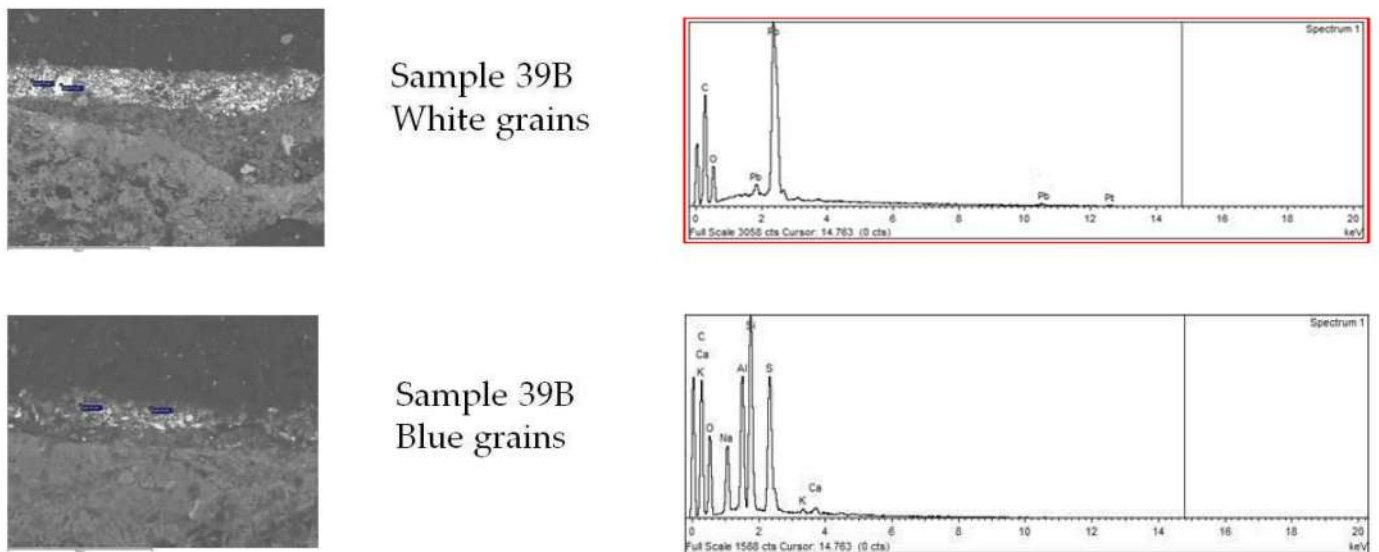 Sample 39B
White grains
Spectrum 1
Pb
C
O
Pb
Pb
Pt
0 2 4 6 8 10 12 14 16 18 20
Full Scale 3058 cts Cursor: 14.763 (0 cts)
keV
Sample 39B
Blue grains
Spectrum 1
C
Ca
K
O
Na
Al
Si
S
K
Ca
0 2 4 6 8 10 12 14 16 18 20
Full Scale 1568 cts Cursor: 14.763 (0 cts)
keV